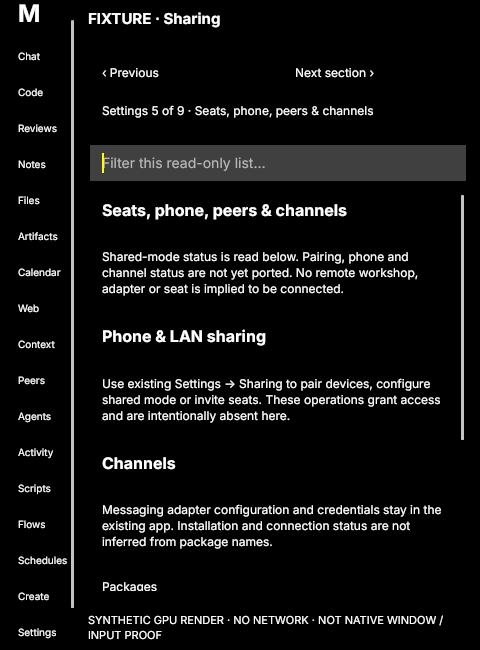 M
Chat
Code
Reviews
Notes
Files
Artifacts
Calendar
Web
Context
Peers
Agents
Activity
Scripts
Flows
Schedules
Create
Settings
FIXTURE · Sharing
‹ Previous
Next section ›
Settings 5 of 9 · Seats, phone, peers & channels
Filter this read-only list...
Seats, phone, peers & channels
Shared-mode status is read below. Pairing, phone and
channel status are not yet ported. No remote workshop,
adapter or seat is implied to be connected.
Phone & LAN sharing
Use existing Settings → Sharing to pair devices, configure
shared mode or invite seats. These operations grant access
and are intentionally absent here.
Channels
Messaging adapter configuration and credentials stay in the
existing app. Installation and connection status are not
inferred from package names.
Packages
SYNTHETIC GPU RENDER · NO NETWORK · NOT NATIVE WINDOW /
INPUT PROOF